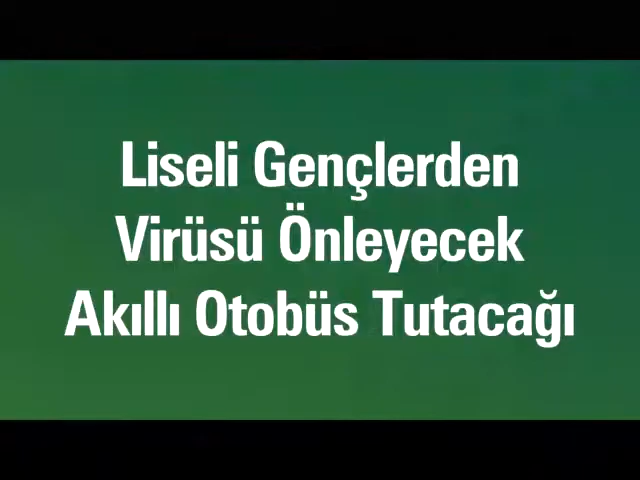 Liseli Gençlerden
Virüsü Önleyecek
Akıllı Otobüs Tutacağı